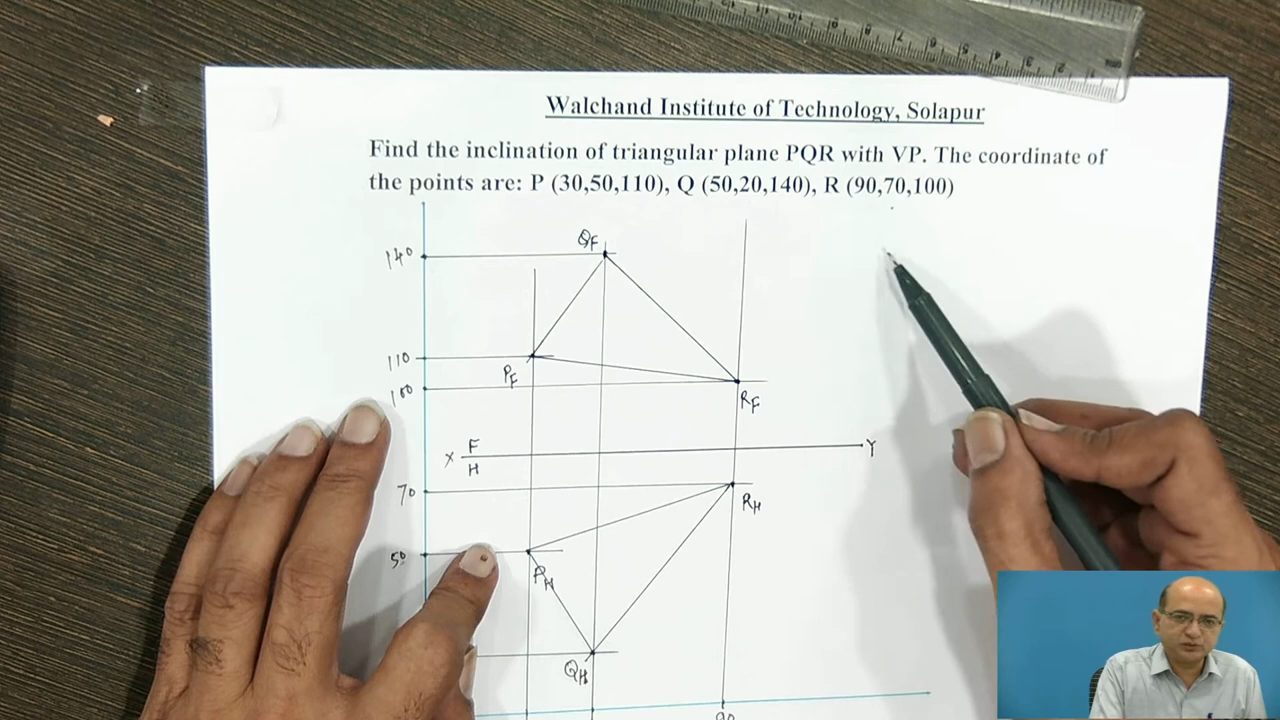 Walchand Institute of Technology, Solapur
Find the inclination of triangular plane PQR with VP. The coordinate of
the points are: P (30,50,110), Q (50,20,140), R (90,70,100)
QF
140
110
PF
100
RF
F
X
Y
H
70
RH
50
PH
QH
90